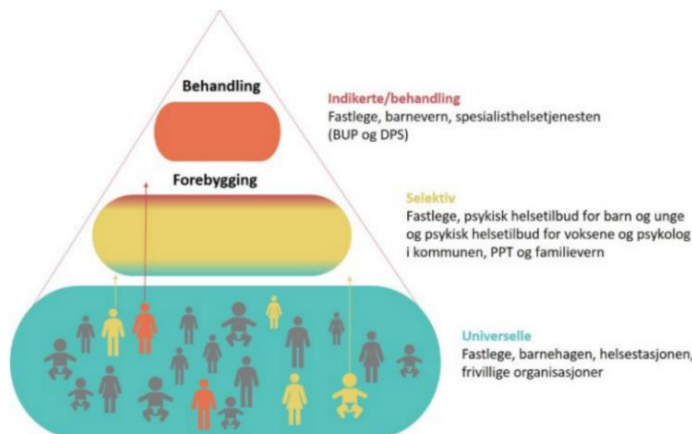 Behandling
Indikerte/behandling
Fastlege, barnevern, spesialisthelsetjenesten
(BUP og DPS)
Forebygging
Selektiv
Fastlege, psykisk helsetilbud for barn og unge
og psykisk helsetilbud for voksene og psykolog
i kommunen, PPT og familievern
Universelle
Fastlege, barnehagen, helsestasjonen,
frivillige organisasjoner